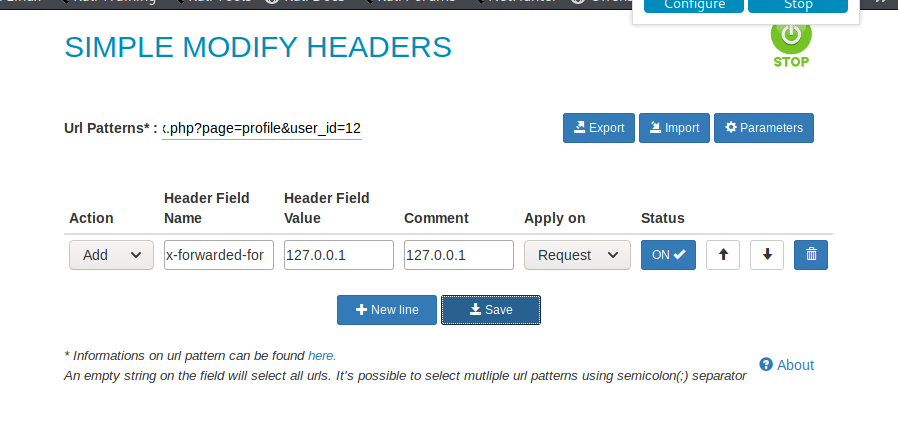 Configure Stop
SIMPLE MODIFY HEADERS
STOP
Url Patterns* : x.php?page=profile&user_id=12 Export Import Parameters
Action Header Field Name Header Field Value Comment Apply on Status
Add x-forwarded-for 127.0.0.1 127.0.0.1 Request ON
New line Save
* Informations on url pattern can be found here.
An empty string on the field will select all urls. It's possible to select mutliple url patterns using semicolon(;) separator
About